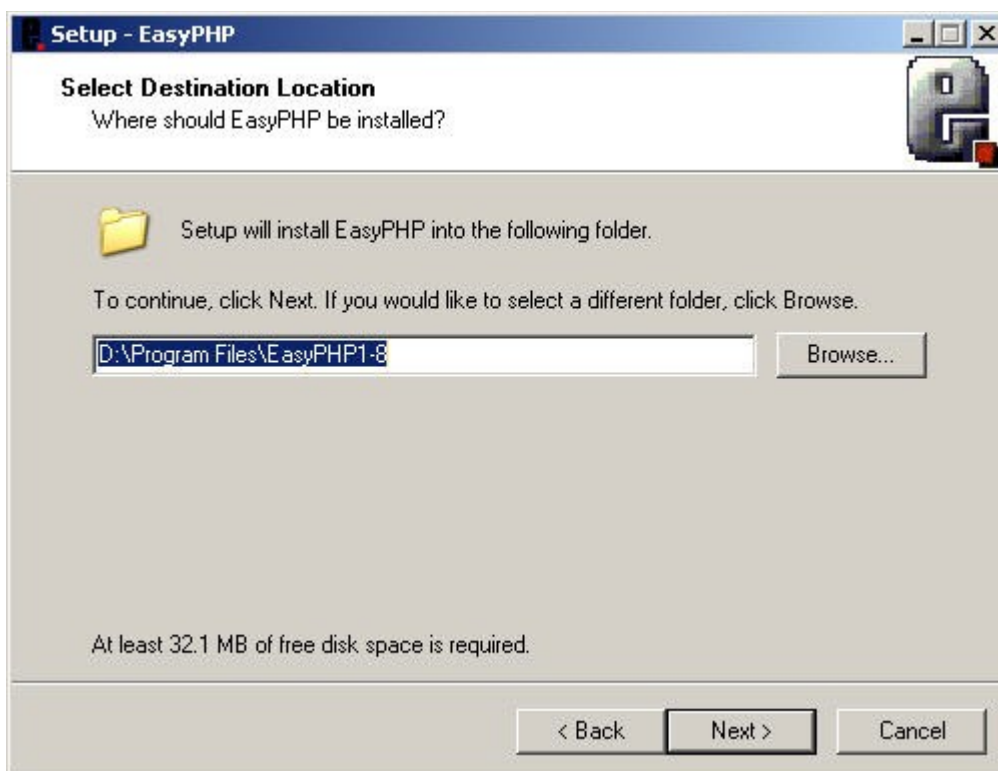 Setup - EasyPHP
Select Destination Location
Where should EasyPHP be installed?
Setup will install EasyPHP into the following folder.
To continue, click Next. If you would like to select a different folder, click Browse.
D:\Program Files\EasyPHP1-8
Browse...
At least 32.1 MB of free disk space is required.
< Back
Next >
Cancel